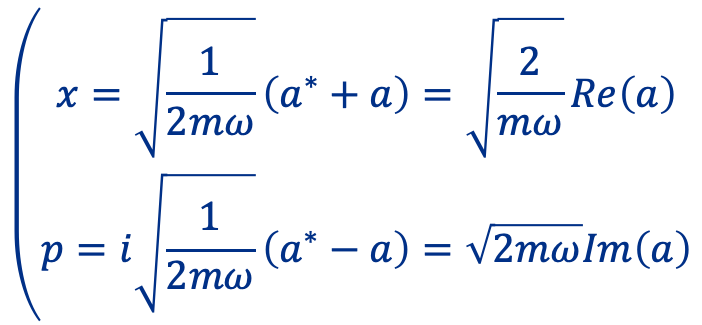 x = √(1/(2mω)) (a* + a) = √(2/(mω)) Re(a)
p = i√(1/(2mω)) (a* − a) = √(2mω) Im(a)